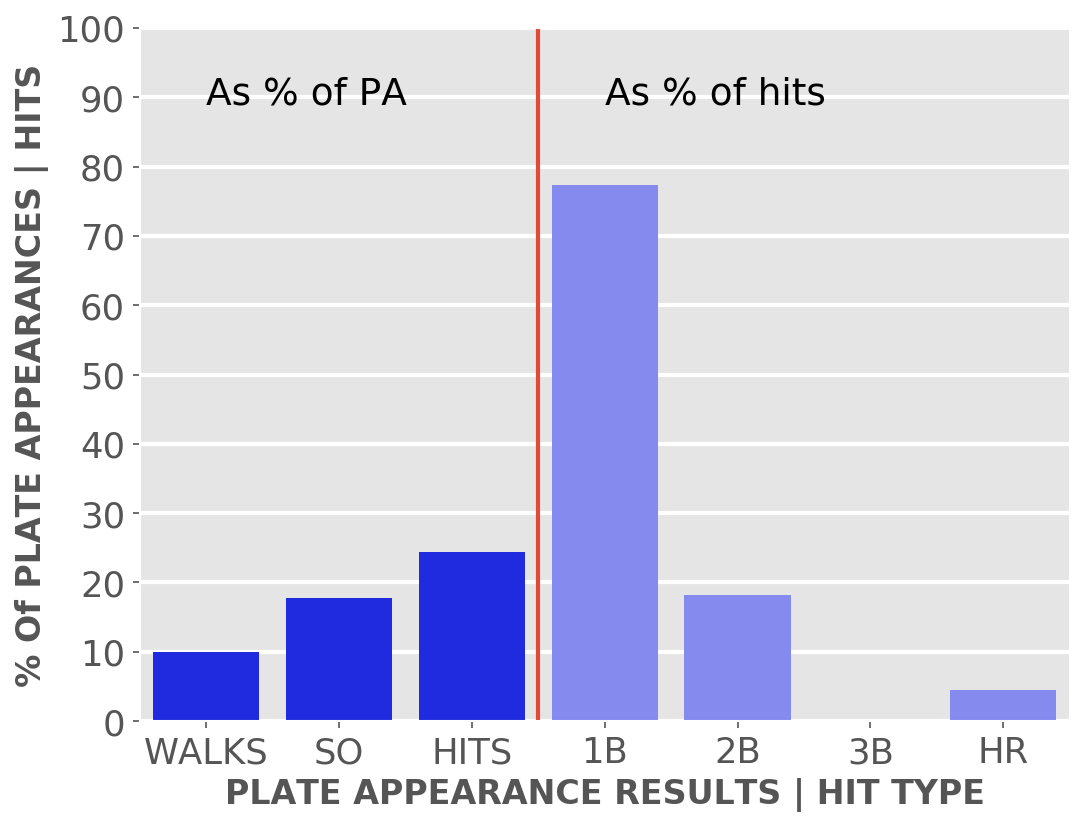 % Of PLATE APPEARANCES | HITS
100
90
80
70
60
50
40
30
20
10
0
As % of PA
As % of hits
WALKS SO HITS 1B 2B 3B HR
PLATE APPEARANCE RESULTS | HIT TYPE